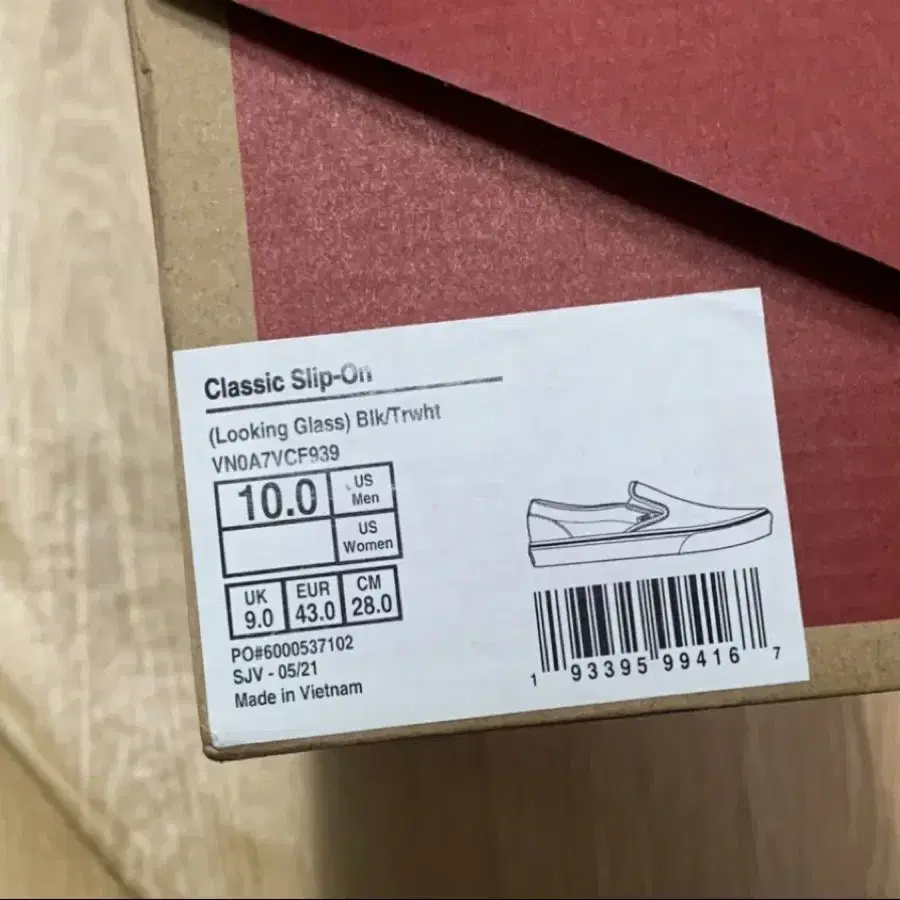 Classic Slip-On
(Looking Glass) Blk/Trwht
VN0A7VCF939
10.0 US Men
US Women
UK 9.0 EUR 43.0 CM 28.0
PO#6000537102
SJV - 05/21
Made in Vietnam
1 93395 99416 7